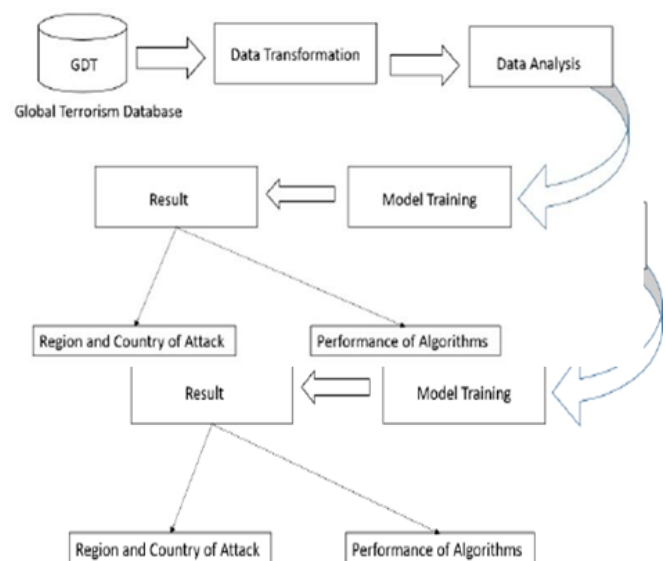 GDT
Data Transformation
Data Analysis
Global Terrorism Database
Result
Model Training
Region and Country of Attack
Performance of Algorithms
Result
Model Training
Region and Country of Attack
Performance of Algorithms